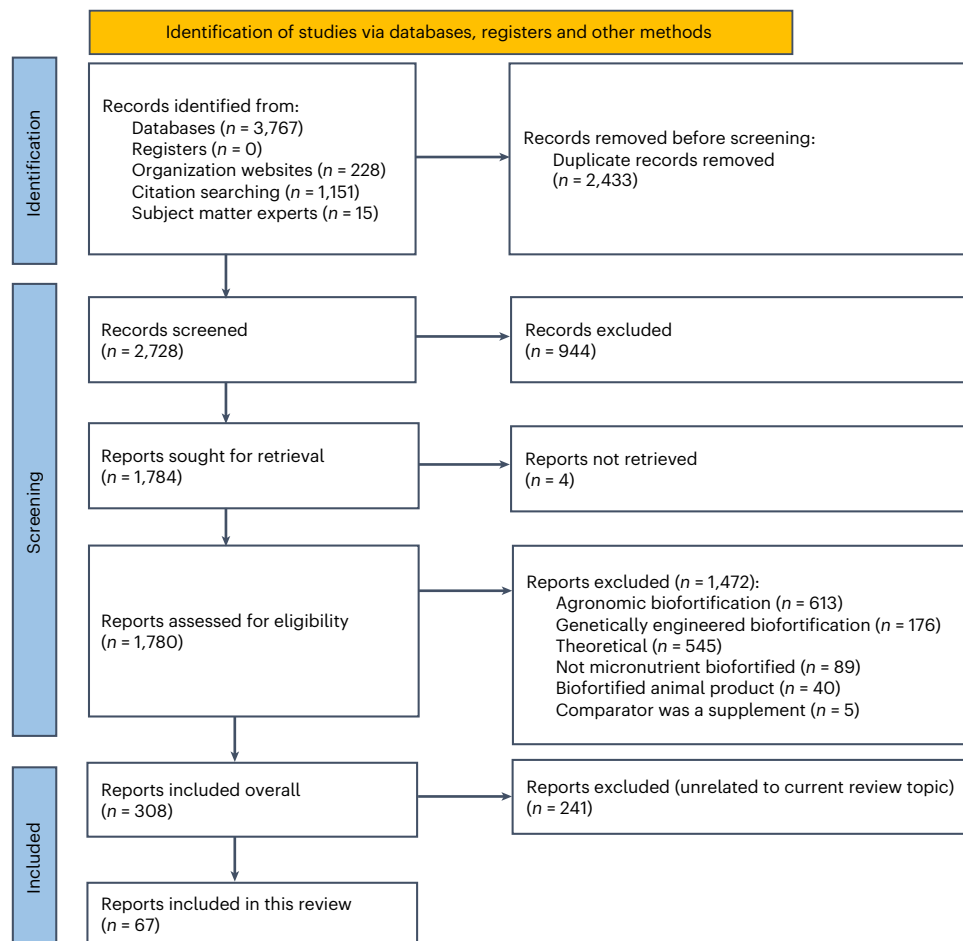 Identification of studies via databases, registers and other methods
Identification
Records identified from:
Databases (n = 3,767)
Registers (n = 0)
Organization websites (n = 228)
Citation searching (n = 1,151)
Subject matter experts (n = 15)
Records removed before screening:
Duplicate records removed
(n = 2,433)
Screening
Records screened
(n = 2,728)
Records excluded
(n = 944)
Reports sought for retrieval
(n = 1,784)
Reports not retrieved
(n = 4)
Reports assessed for eligibility
(n = 1,780)
Reports excluded (n = 1,472):
Agronomic biofortification (n = 613)
Genetically engineered biofortification (n = 176)
Theoretical (n = 545)
Not micronutrient biofortified (n = 89)
Biofortified animal product (n = 40)
Comparator was a supplement (n = 5)
Included
Reports included overall
(n = 308)
Reports excluded (unrelated to current review topic)
(n = 241)
Reports included in this review
(n = 67)